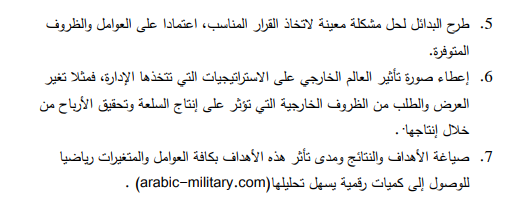 5. طرح البدائل لحل مشكلة معينة لاتخاذ القرار المناسب، اعتمادا على العوامل والظروف
المتوفرة.
6. إعطاء صورة تأثير العالم الخارجي على الاستراتيجيات التي تتخذها الإدارة، فمثلا تغير
العرض والطلب من الظروف الخارجية التي تؤثر على إنتاج السلعة وتحقيق الأرباح من
خلال إنتاجها.
7. صياغة الأهداف والنتائج ومدى تأثر هذه الأهداف بكافة العوامل والمتغيرات رياضيا
للوصول إلى كميات رقمية يسهل تحليلها(arabic-military.com) .